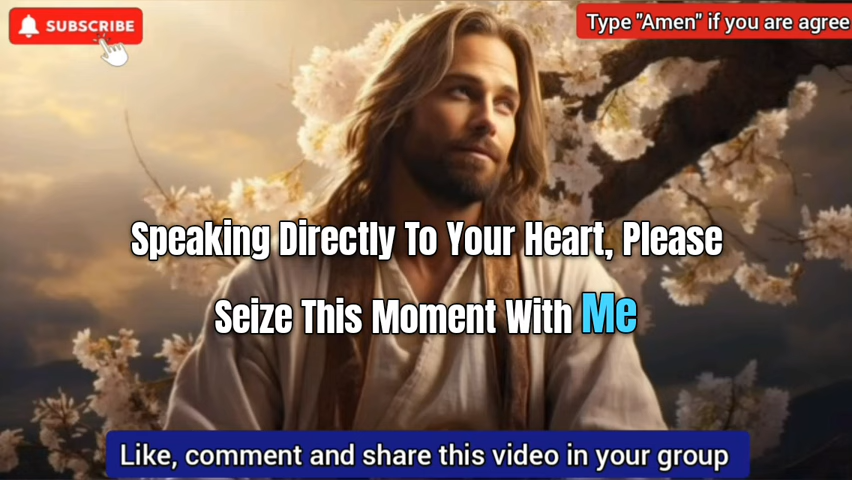 SUBSCRIBE
Type "Amen" if you are agree
Speaking Directly To Your Heart, Please
Seize This Moment With Me
Like, comment and share this video in your group